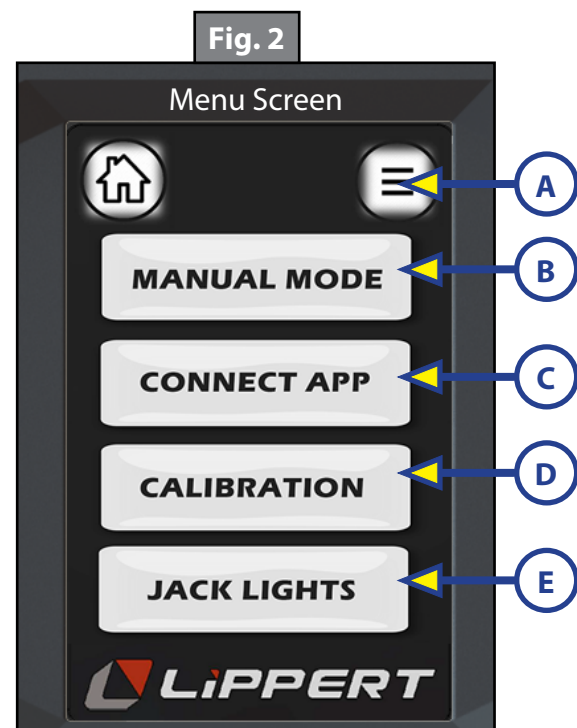 Fig. 2
Menu Screen
A
MANUAL MODE
B
CONNECT APP
C
CALIBRATION
D
JACK LIGHTS
E
LiPPERT